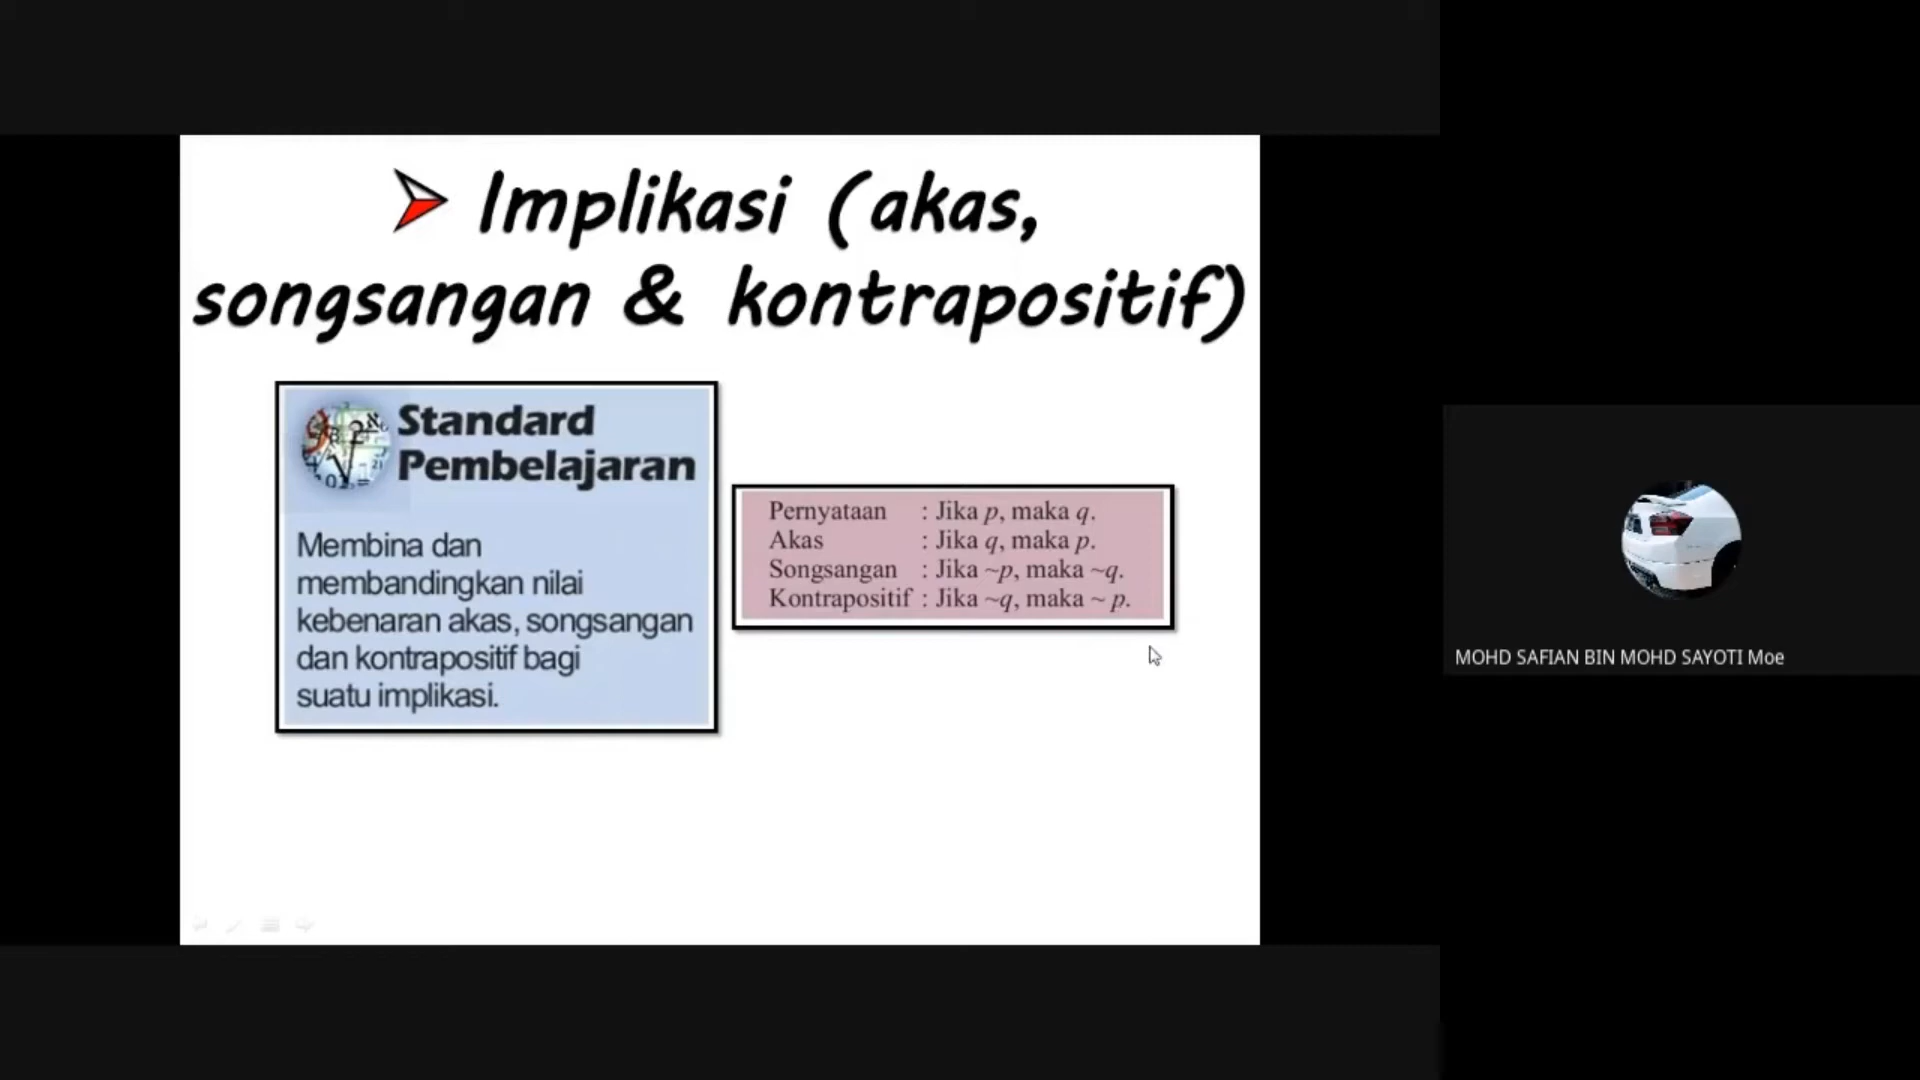 Implikasi (akas,
songsangan & kontrapositif)
Standard
Pembelajaran
Membina dan
membandingkan nilai
kebenaran akas, songsangan
dan kontrapositif bagi
suatu implikasi.
Pernyataan : Jika p, maka q.
Akas : Jika q, maka p.
Songsangan : Jika ~p, maka ~q.
Kontrapositif : Jika ~q, maka ~ p.
MOHD SAFIAN BIN MOHD SAYOTI Moe